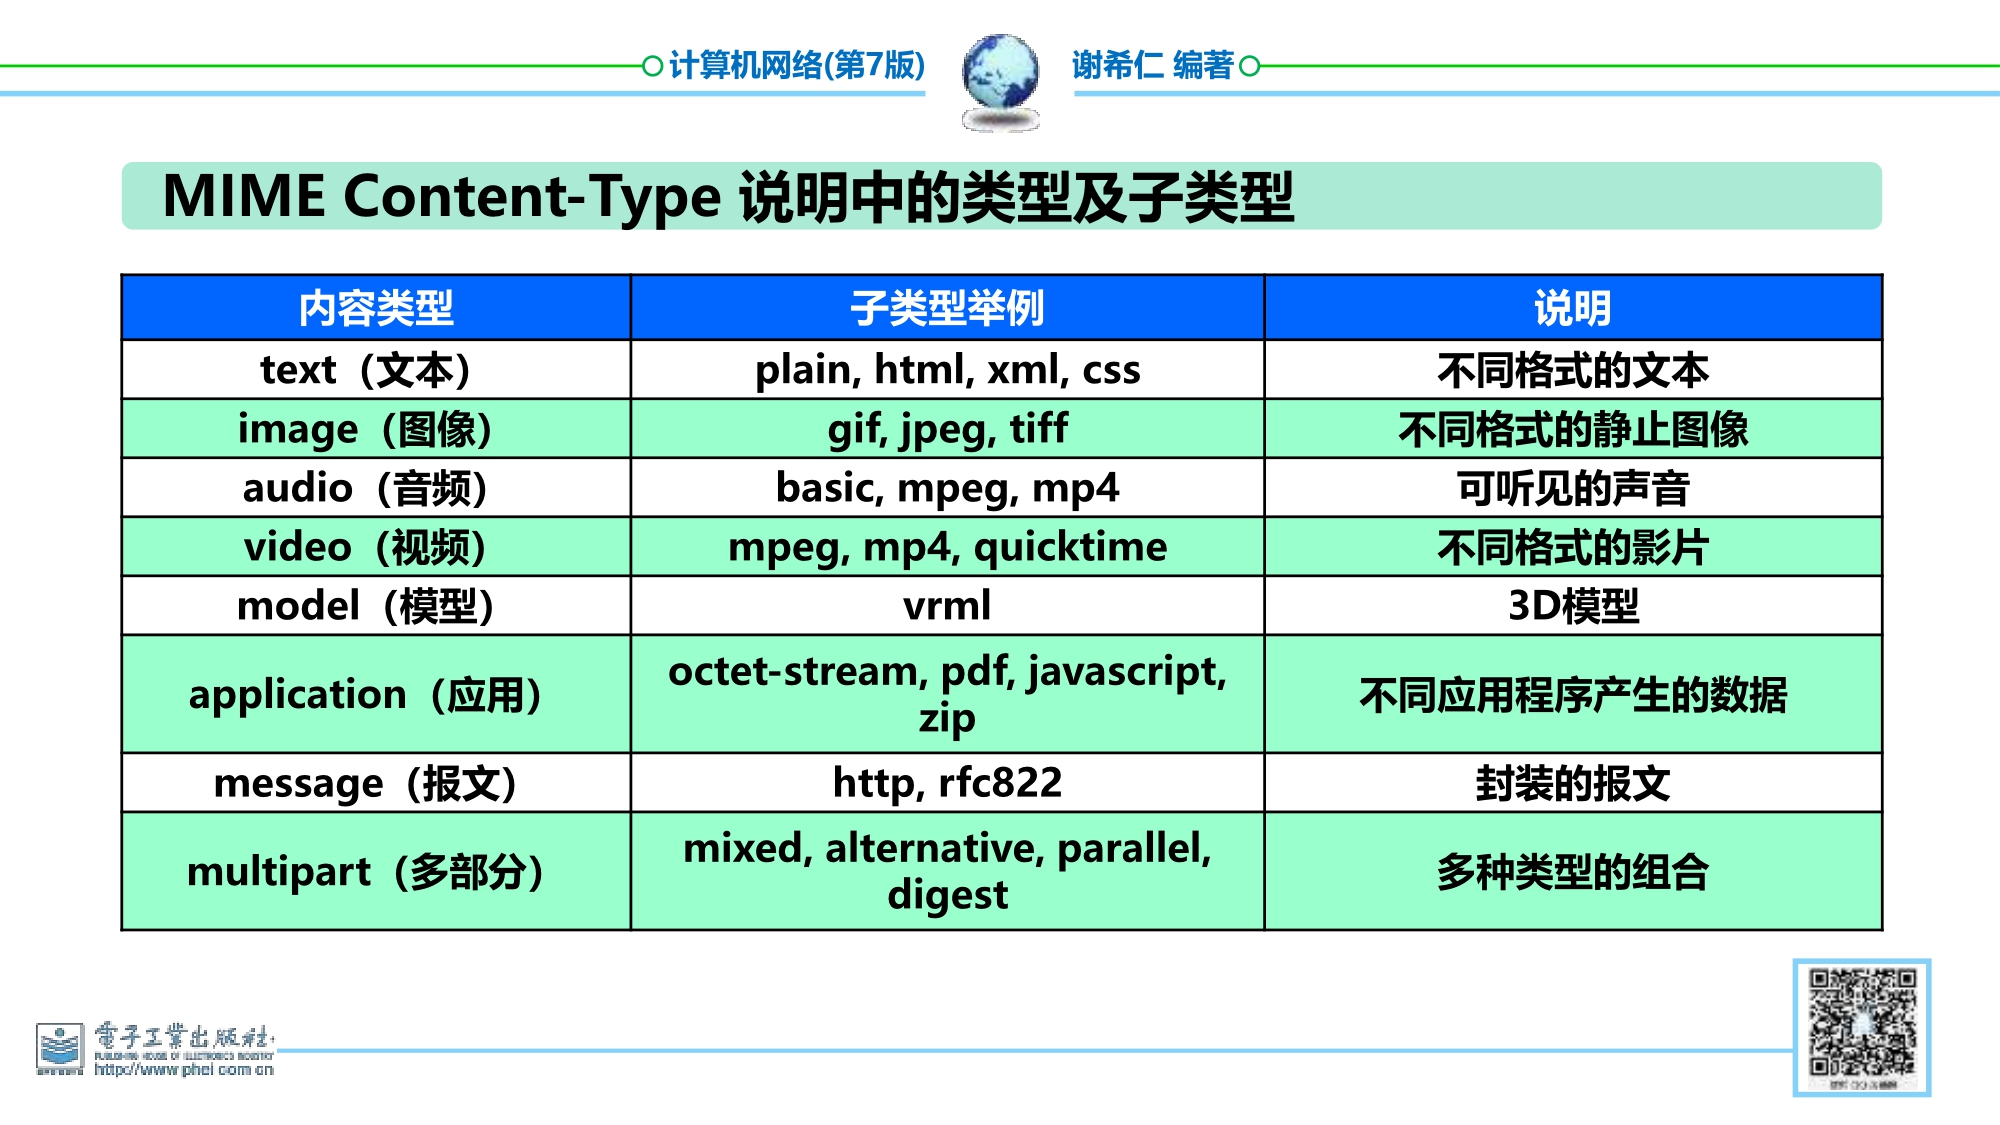 计算机网络(第7版) 谢希仁 编著
MIME Content-Type 说明中的类型及子类型
内容类型 子类型举例 说明
text（文本） plain, html, xml, css 不同格式的文本
image（图像） gif, jpeg, tiff 不同格式的静止图像
audio（音频） basic, mpeg, mp4 可听见的声音
video（视频） mpeg, mp4, quicktime 不同格式的影片
model（模型） vrml 3D模型
application（应用） octet-stream, pdf, javascript, 不同应用程序产生的数据
zip
message（报文） http, rfc822 封装的报文
multipart（多部分） mixed, alternative, parallel, 多种类型的组合
digest
電子工業出版社
PUBLISHING HOUSE OF ELECTRONICS INDUSTRY
http://www.phei.com.cn